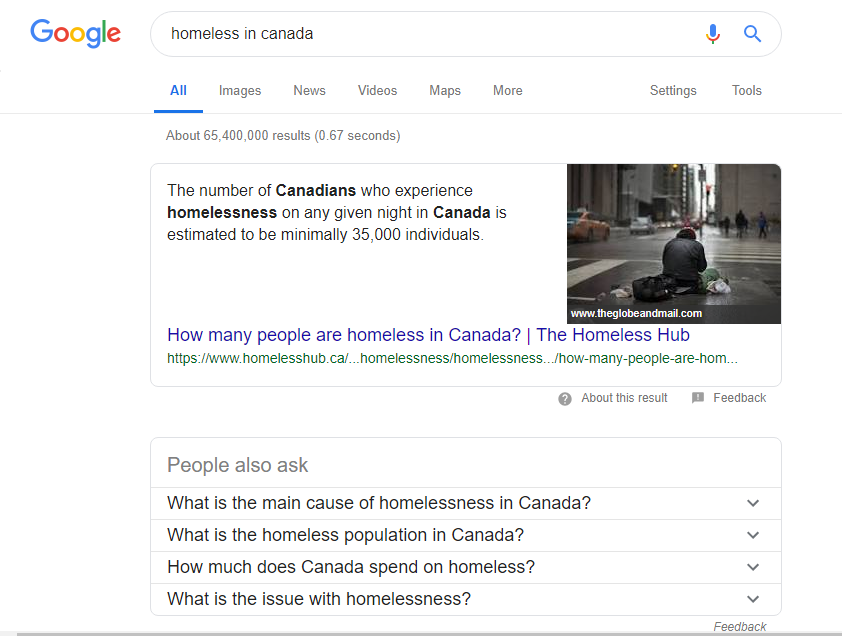 Google
homeless in canada
All Images News Videos Maps More Settings Tools
About 65,400,000 results (0.67 seconds)
The number of Canadians who experience
homelessness on any given night in Canada is
estimated to be minimally 35,000 individuals.
www.theglobeandmail.com
How many people are homeless in Canada? | The Homeless Hub
https://www.homelesshub.ca/...homelessness/homelessness.../how-many-people-are-hom...
About this result Feedback
People also ask
What is the main cause of homelessness in Canada?
What is the homeless population in Canada?
How much does Canada spend on homeless?
What is the issue with homelessness?
Feedback